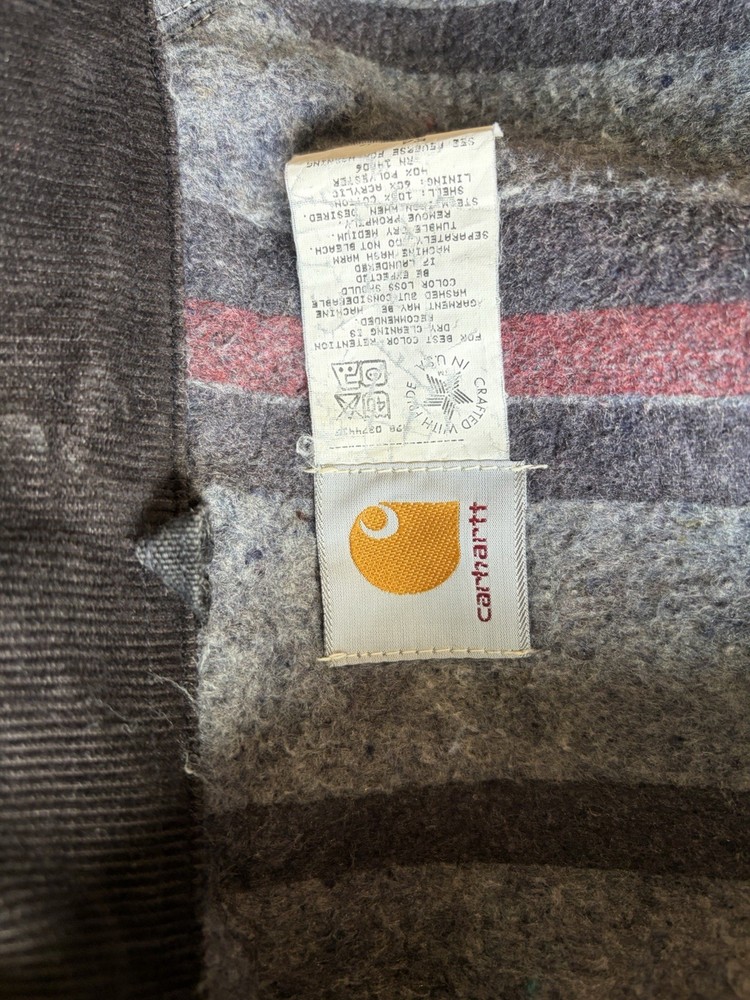 carhartt
CRAFTED WITH PRIDE IN U.S.A.
FOR BEST COLOR RETENTION
DRY CLEANING IS
RECOMMENDED.
GARMENT MAY BE MACHINE
WASHED BUT CONSIDERABLE
COLOR LOSS SHOULD
BE EXPECTED
IF LAUNDERED
MACHINE WASH WARM
SEPARATELY. DO NOT BLEACH.
TUMBLE DRY MEDIUM.
REMOVE PROMPTLY.
STEAM IRON WHEN DESIRED.
SHELL: 100% COTTON
LINING: 60% ACRYLIC
40% POLYESTER
RN 14806
SEE REVERSE FOR WARNING